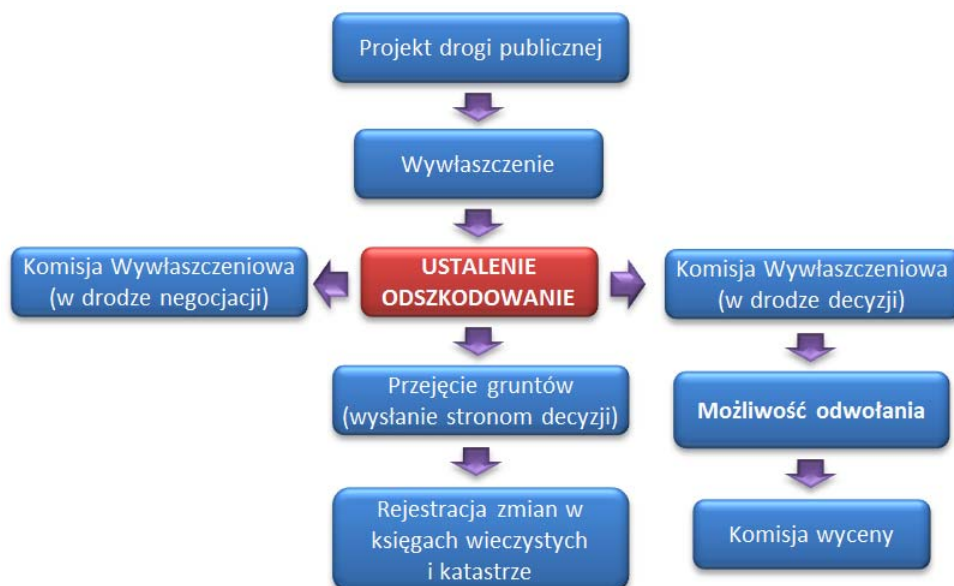 Projekt drogi publicznej
Wywłaszczenie
Komisja Wywłaszczeniowa
(w drodze negocjacji)
USTALENIE
ODSZKODOWANIE
Komisja Wywłaszczeniowa
(w drodze decyzji)
Przejęcie gruntów
(wysłanie stronom decyzji)
Możliwość odwołania
Rejestracja zmian w
księgach wieczystych
i katastrze
Komisja wyceny